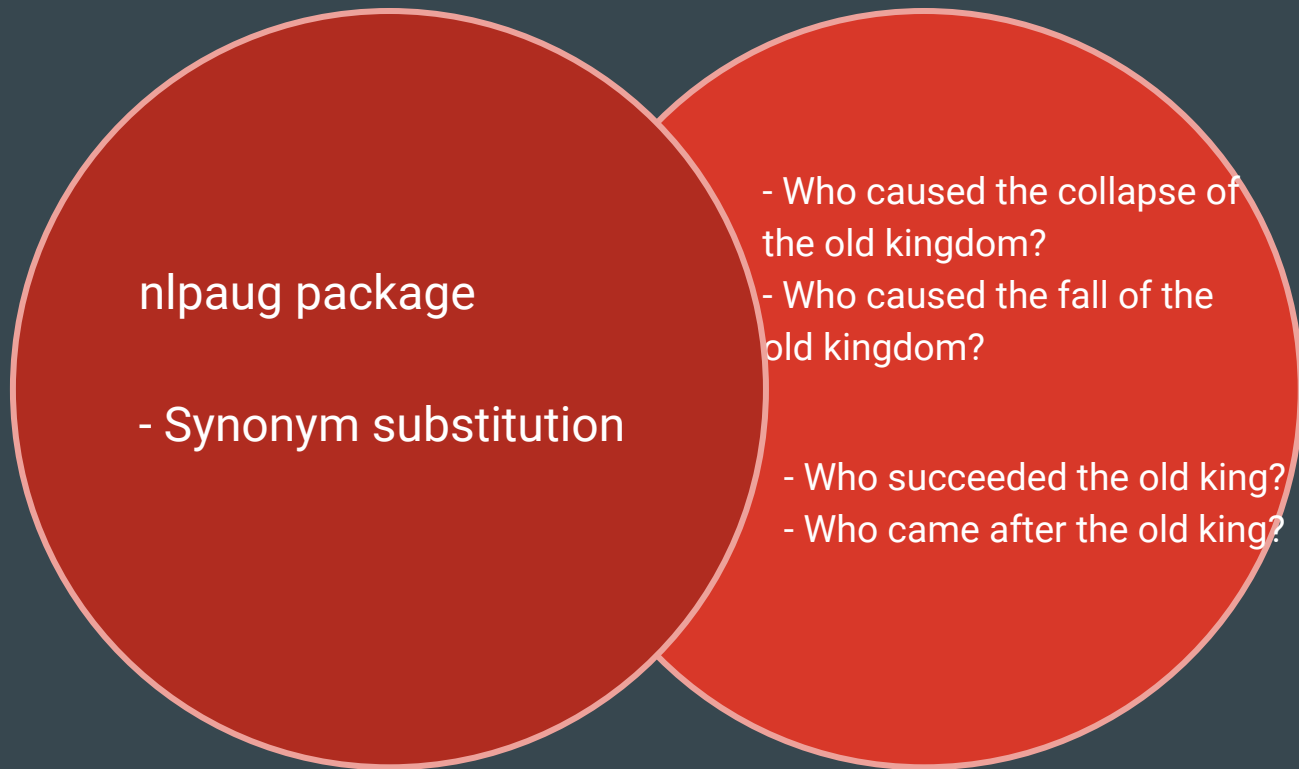 nlpaug package
- Synonym substitution
- Who caused the collapse of
the old kingdom?
- Who caused the fall of the
old kingdom?
- Who succeeded the old king?
- Who came after the old king?